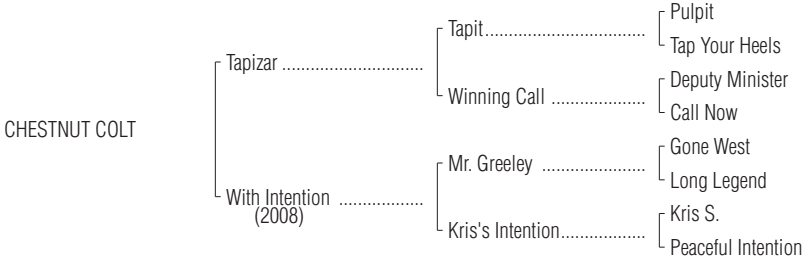 Pulpit
Tapit................................
Tap Your Heels
Tapizar ............................
Deputy Minister
Winning Call ...................
Call Now
CHESTNUT COLT
Gone West
Mr. Greeley .....................
Long Legend
With Intention .................
(2008)
Kris S.
Kris's Intention.................
Peaceful Intention